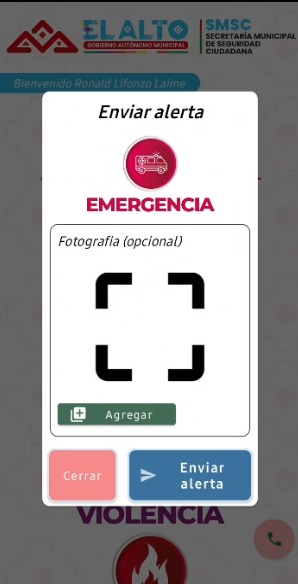 EL ALTO
GOBIERNO AUTÓNOMO MUNICIPAL
SMSC
SECRETARÍA MUNICIPAL
DE SEGURIDAD
CIUDADANA
Bienvenido Ronald Lifonzo Laime
Enviar alerta
EMERGENCIA
Fotografia (opcional)
Agregar
Cerrar
Enviar
alerta
VIOLENCIA